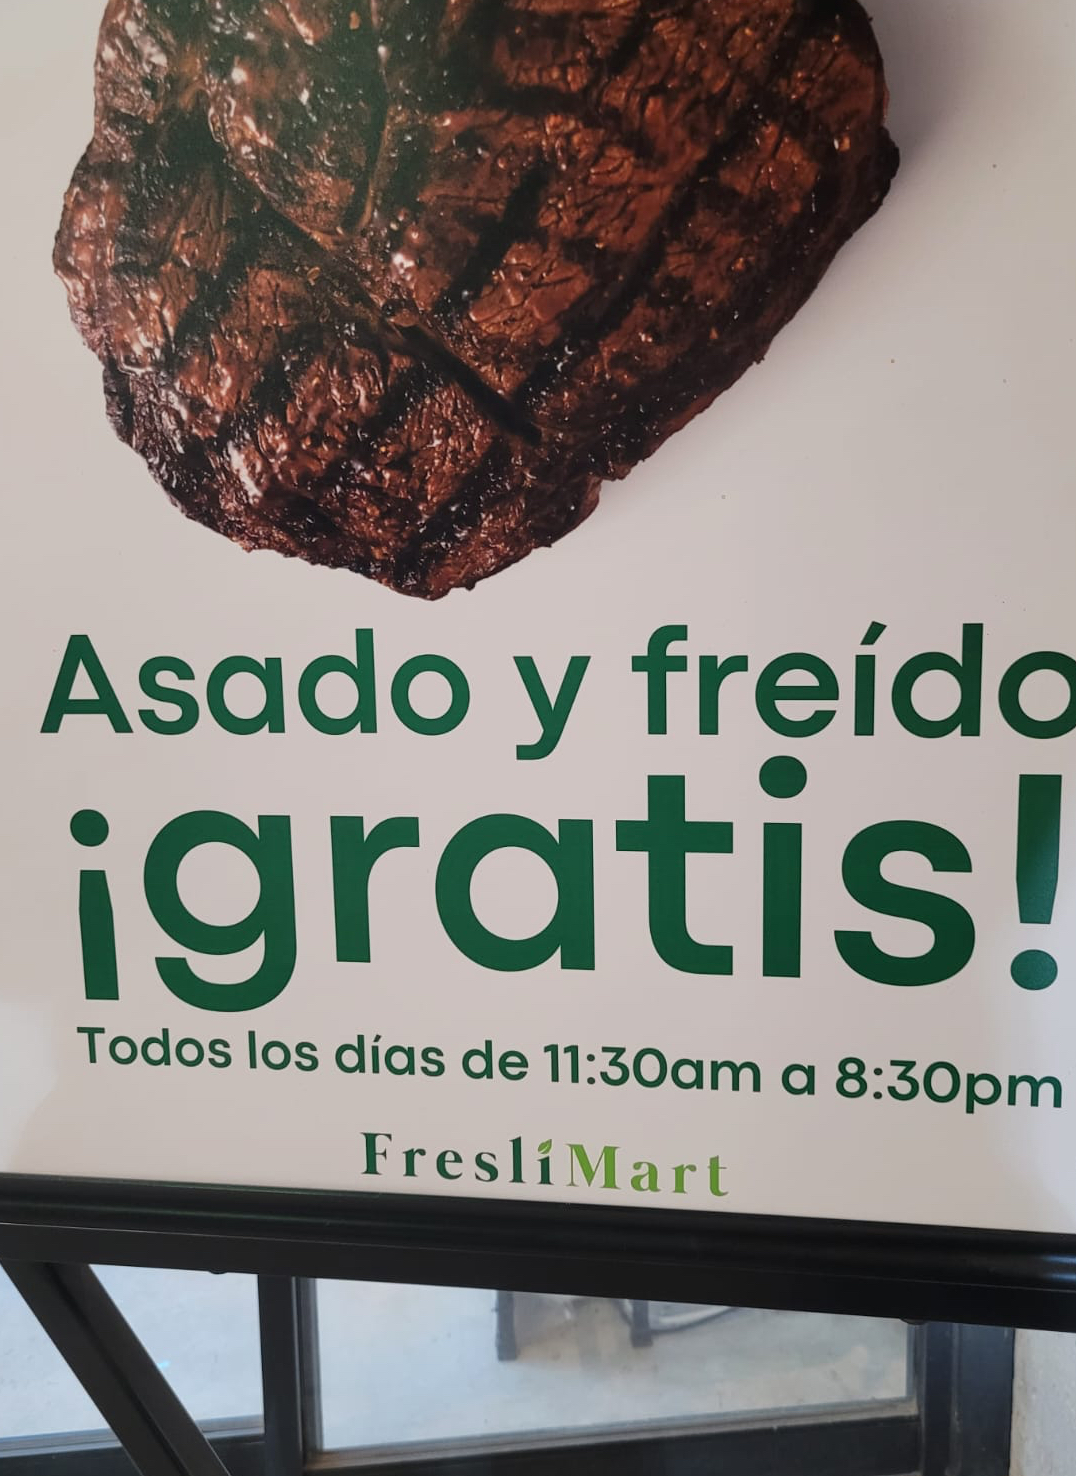 Asado y freído
¡gratis!
Todos los días de 11:30am a 8:30pm
FresliMart